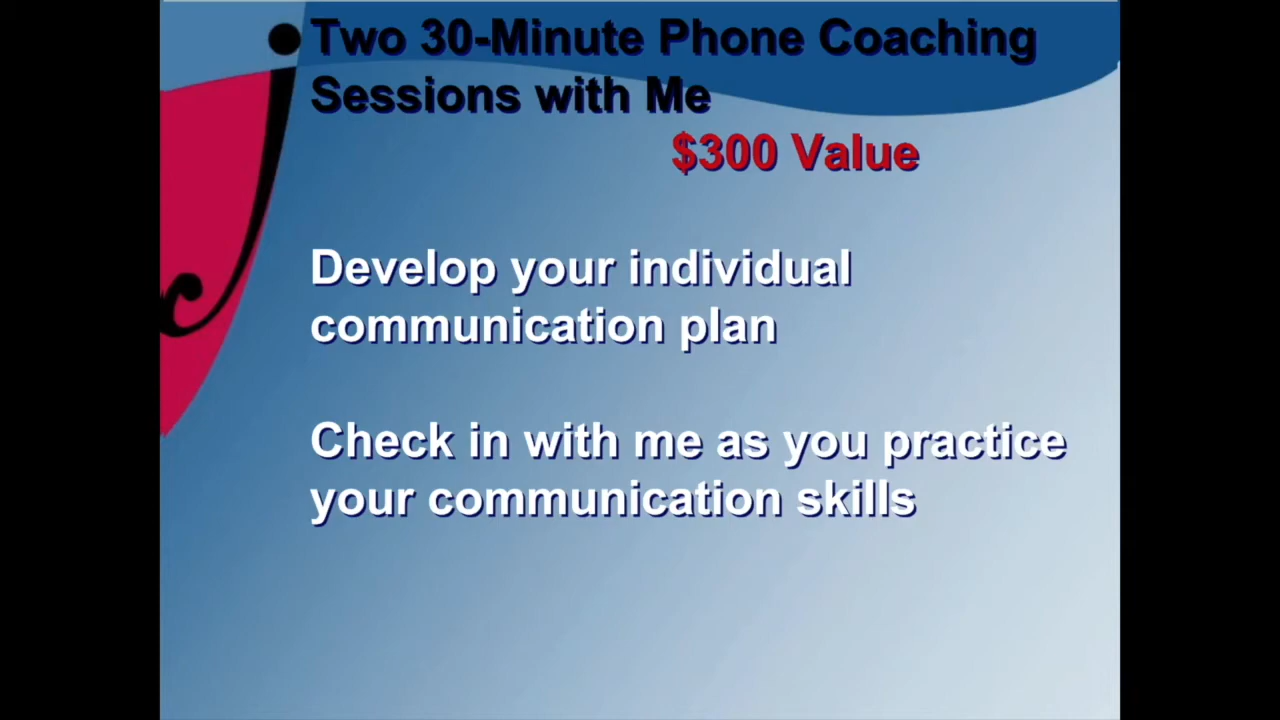 ● Two 30-Minute Phone Coaching
Sessions with Me
$300 Value
Develop your individual
communication plan
Check in with me as you practice
your communication skills